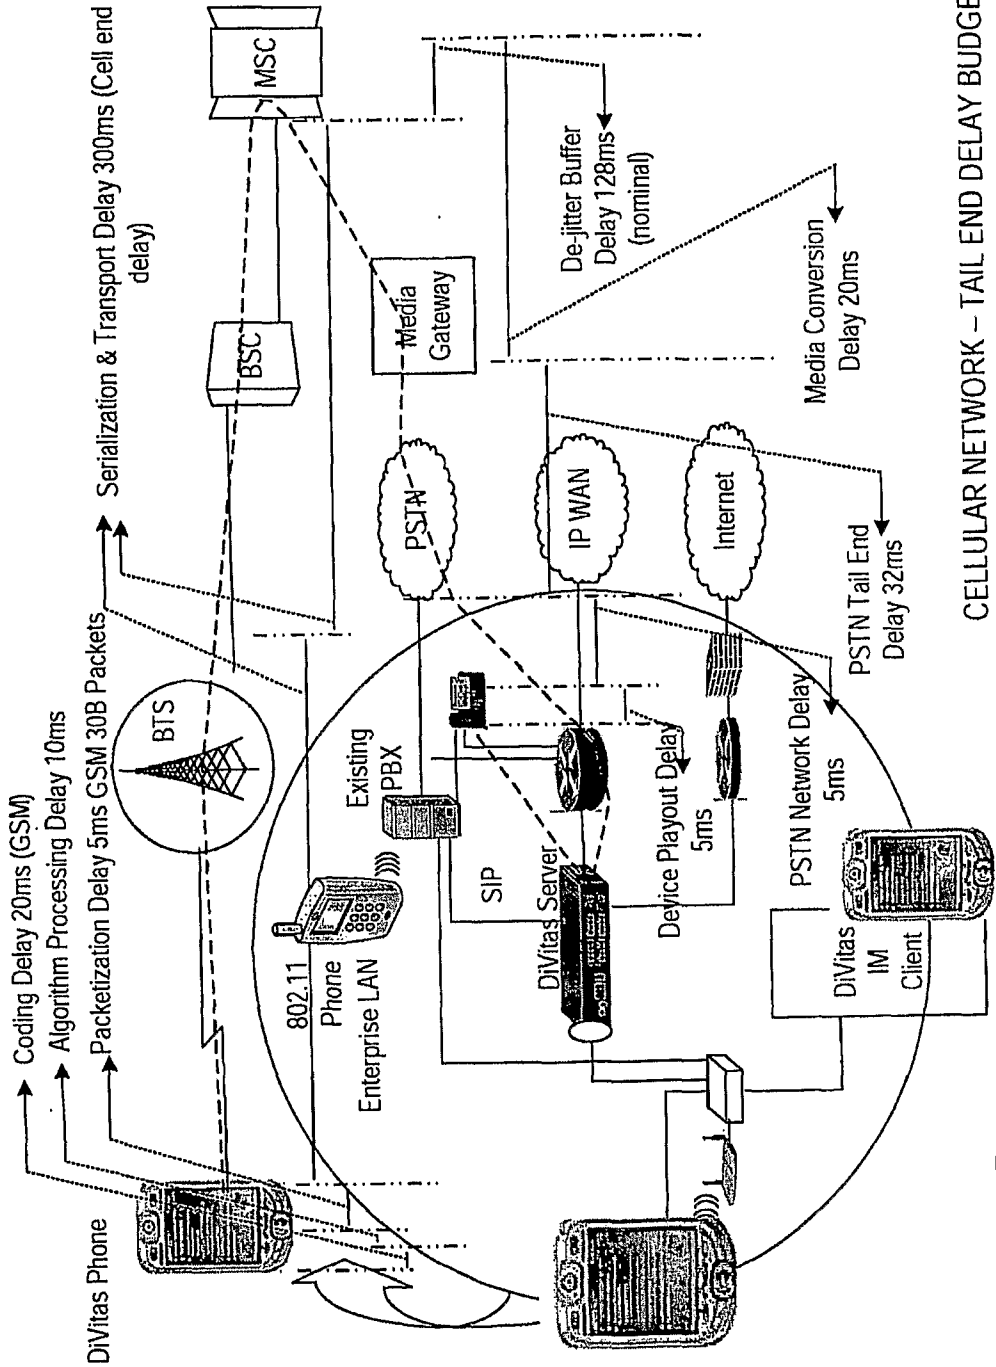 DiVitas Phone
Coding Delay 20ms (GSM)
Algorithm Processing Delay 10ms
Packetization Delay 5ms GSM 30B Packets
Serialization & Transport Delay 300ms (Cell end
delay)
BTS
BSC
MSC
802.11
Phone
Enterprise LAN
Existing
PBX
SIP
PSTN
Media
Gateway
DiVitas Server
IP WAN
De-jitter Buffer
Delay 128ms
(nominal)
Device Playout Delay
5ms
Internet
DiVitas
IM
Client
PSTN Network Delay
5ms
PSTN Tail End
Delay 32ms
Media Conversion
Delay 20ms
CELLULAR NETWORK – TAIL END DELAY BUDGE